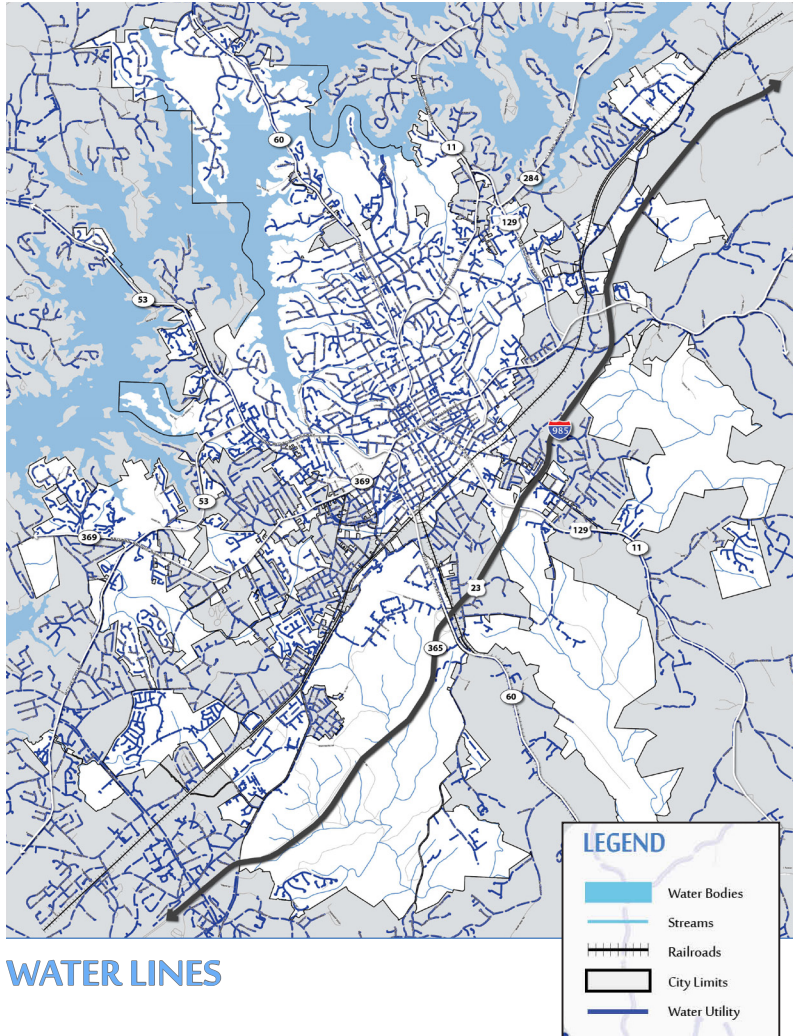 60
11
284
129
53
985
369
53
369
129
11
23
365
60
LEGEND
Water Bodies
Streams
Railroads
City Limits
Water Utility
WATER LINES